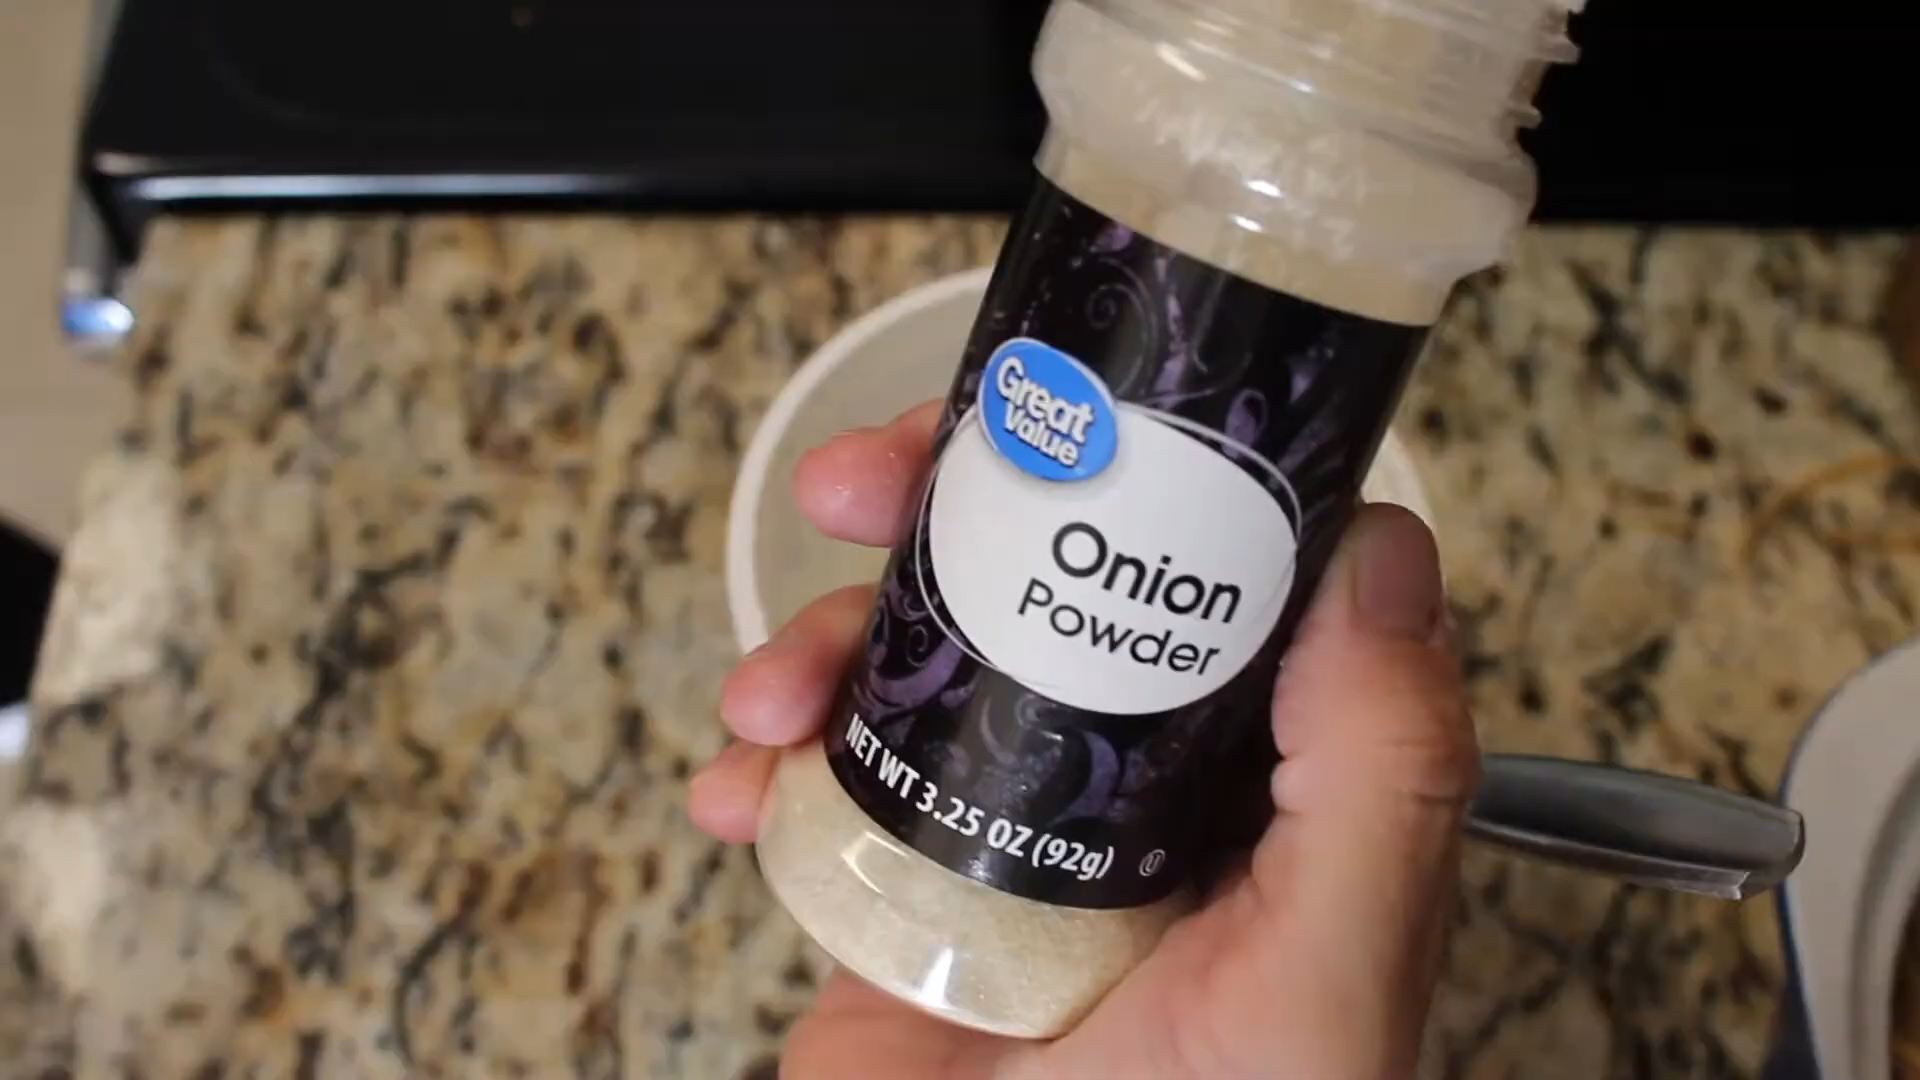 Great
Value
Onion
Powder
NET WT 3.25 OZ (92g)